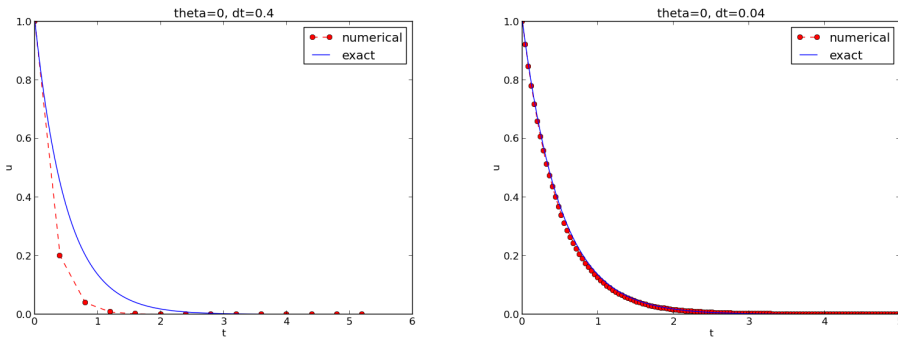 theta=0, dt=0.4
numerical
exact
1.0
0.8
0.6
0.4
0.2
0.0
u
0 1 2 3 4 5 6
t
theta=0, dt=0.04
numerical
exact
1.0
0.8
0.6
0.4
0.2
0.0
u
0 1 2 3 4
t